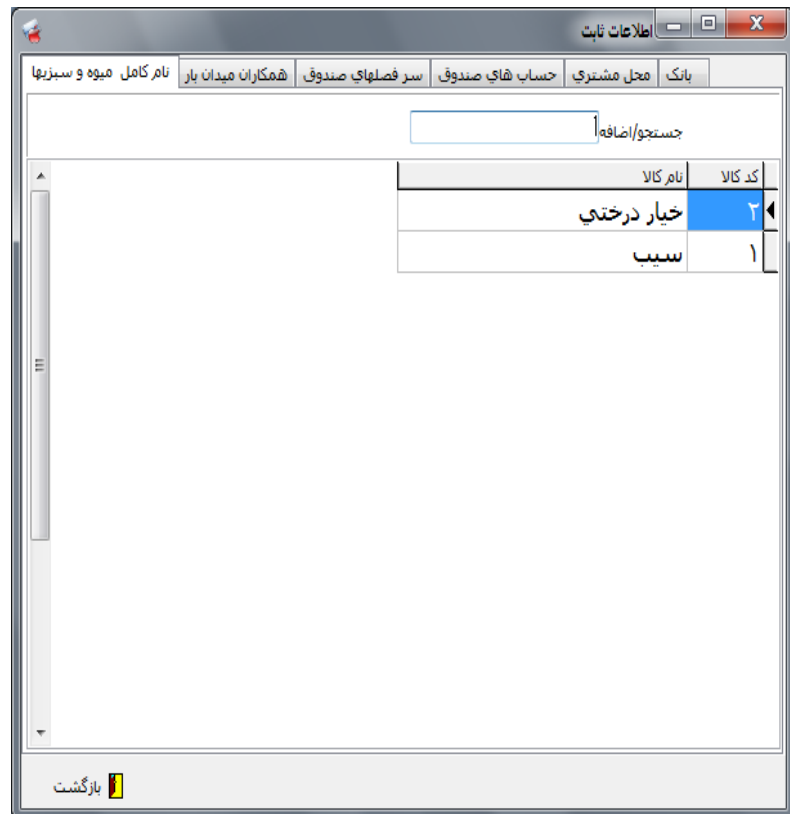 اطلاعات ثابت
بانک محل مشتري حساب هاي صندوق سر فصلهاي صندوق همکاران ميدان بار نام کامل ميوه و سبزيها
جستجو/اضافه
کد کالا نام کالا
۲ خيار درختي
۱ سيب
بازگشت